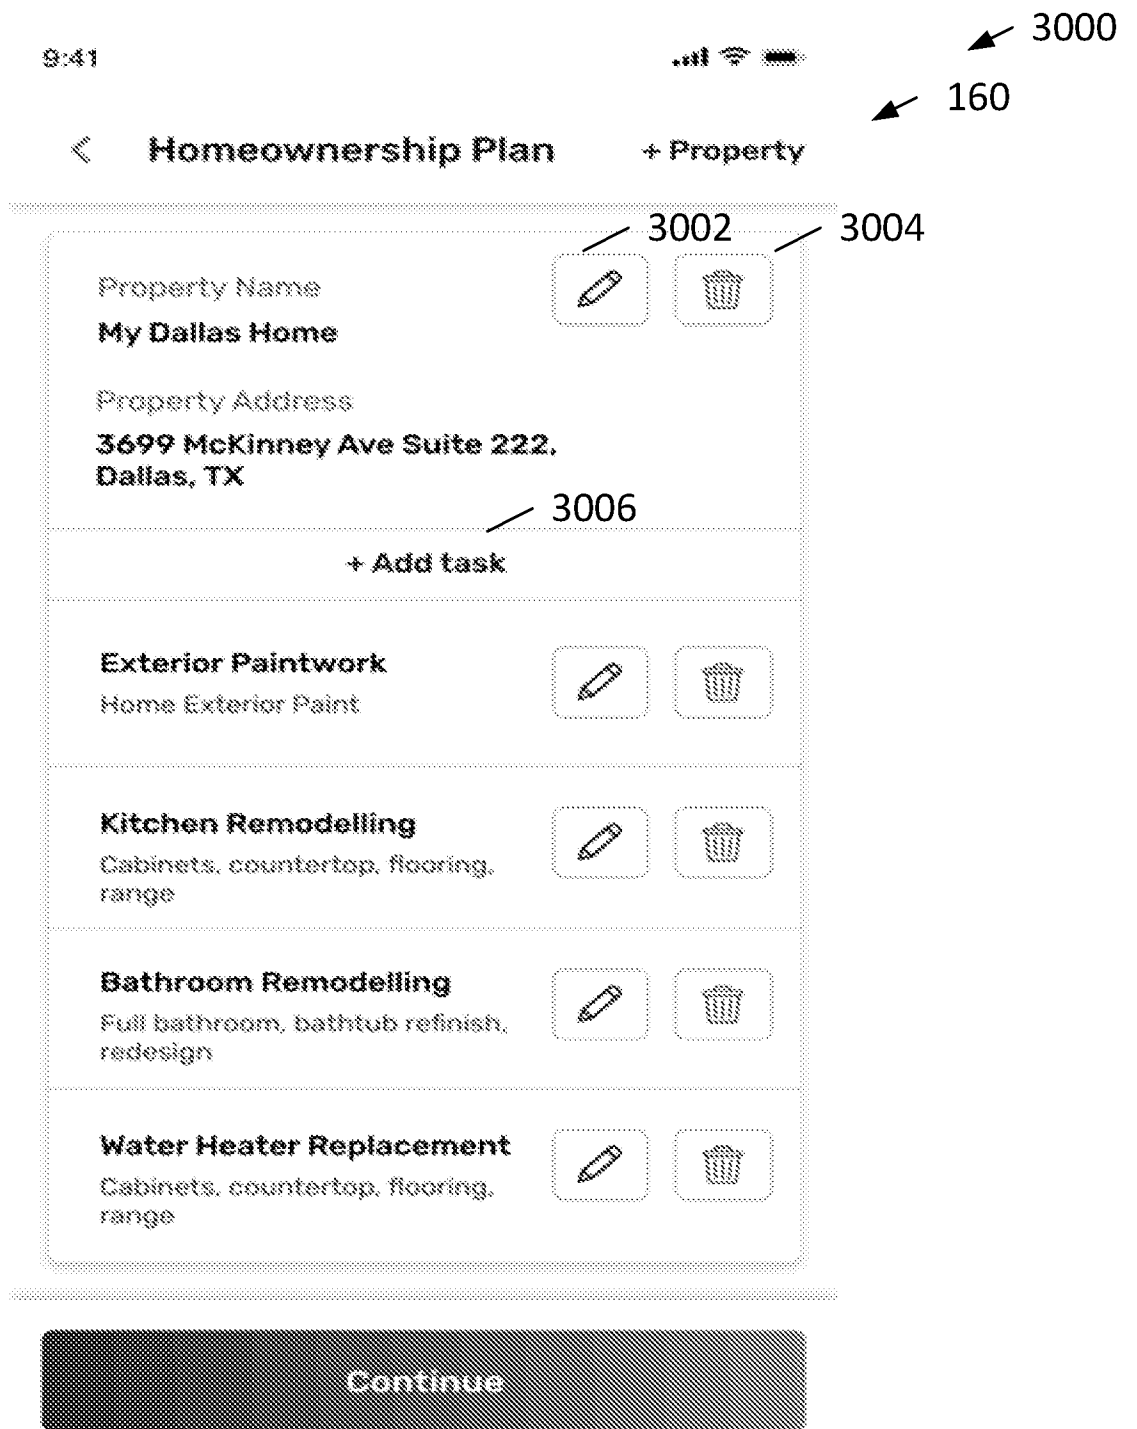 3000
9:41
160
< Homeownership Plan + Property
3002 3004
Property Name
My Dallas Home
Property Address
3699 McKinney Ave Suite 222,
Dallas, TX
3006
+ Add task
Exterior Paintwork
Home Exterior Paint
Kitchen Remodelling
Cabinets, countertop, flooring,
range
Bathroom Remodelling
Full bathroom, bathtub refinish,
redesign
Water Heater Replacement
Cabinets, countertop, flooring,
range
Continue